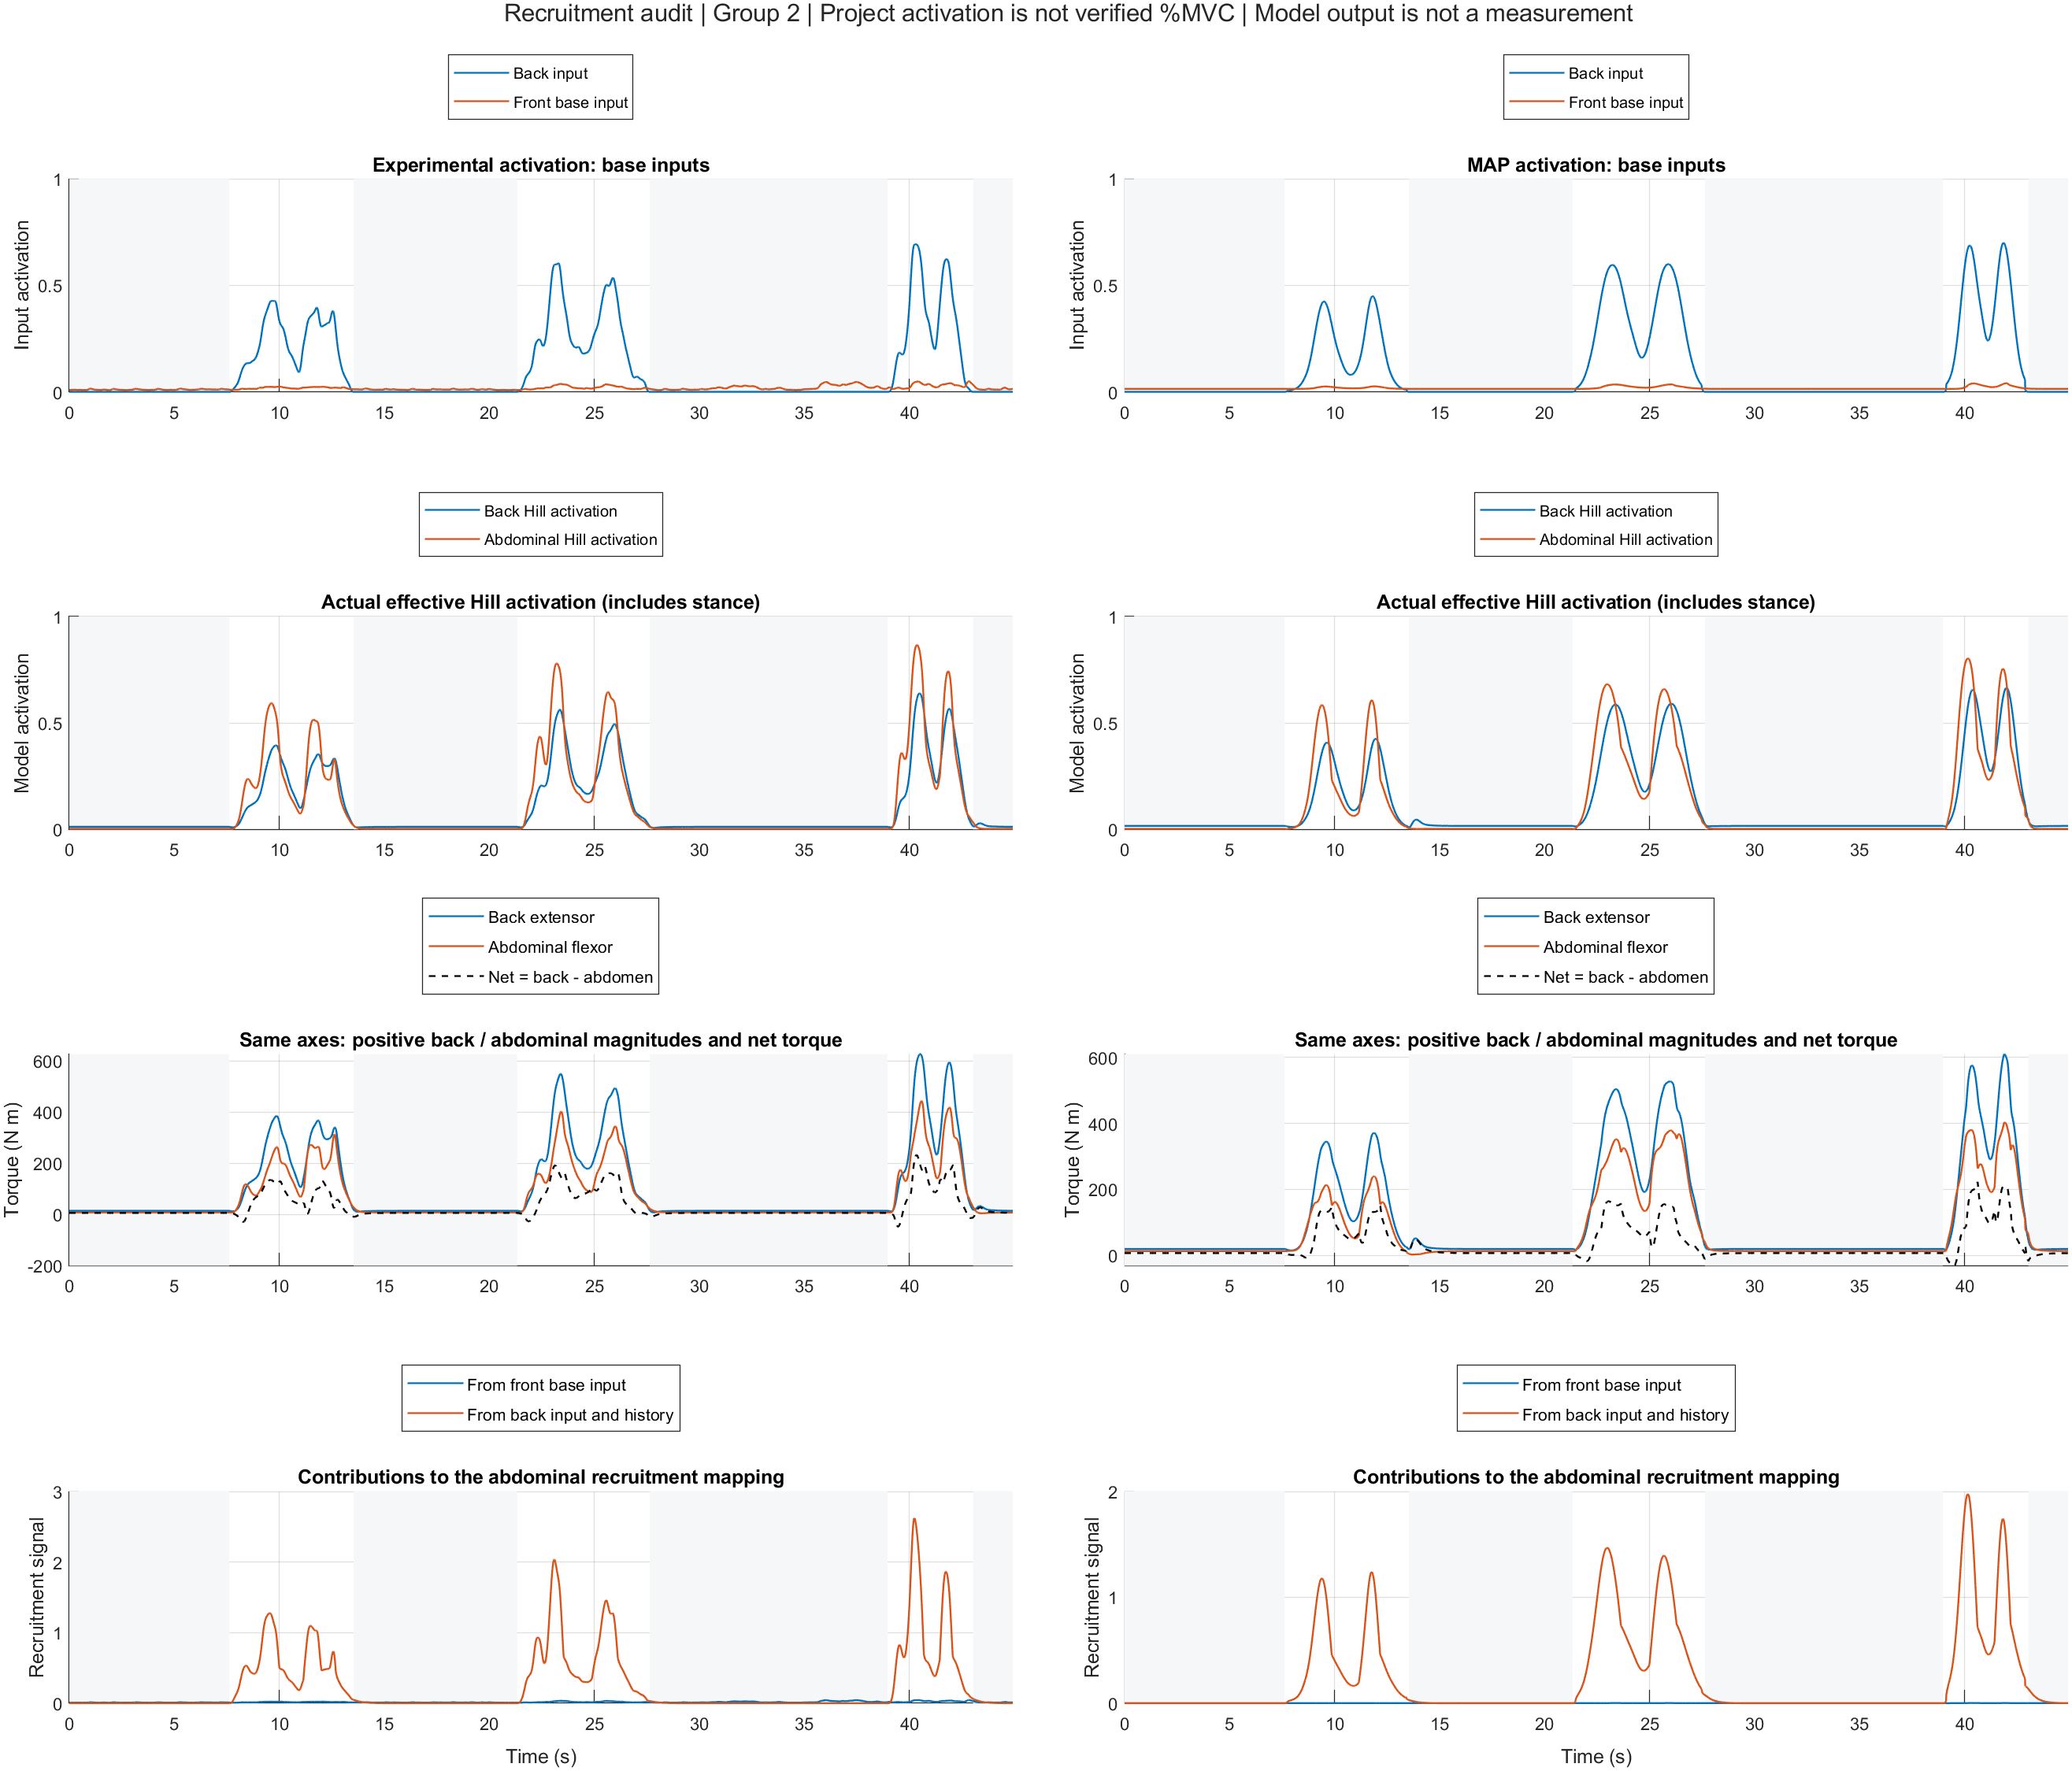 Recruitment audit | Group 2 | Project activation is not verified %MVC | Model output is not a measurement
Back input
Front base input
Experimental activation: base inputs
Input activation
1
0.5
0
0 5 10 15 20 25 30 35 40
Back input
Front base input
MAP activation: base inputs
Input activation
1
0.5
0
0 5 10 15 20 25 30 35 40
Back Hill activation
Abdominal Hill activation
Actual effective Hill activation (includes stance)
Model activation
1
0.5
0
0 5 10 15 20 25 30 35 40
Back Hill activation
Abdominal Hill activation
Actual effective Hill activation (includes stance)
Model activation
1
0.5
0
0 5 10 15 20 25 30 35 40
Back extensor
Abdominal flexor
Net = back - abdomen
Same axes: positive back / abdominal magnitudes and net torque
Torque (N m)
600
400
200
0
-200
0 5 10 15 20 25 30 35 40
Back extensor
Abdominal flexor
Net = back - abdomen
Same axes: positive back / abdominal magnitudes and net torque
Torque (N m)
600
400
200
0
0 5 10 15 20 25 30 35 40
From front base input
From back input and history
Contributions to the abdominal recruitment mapping
Recruitment signal
3
2
1
0
0 5 10 15 20 25 30 35 40
Time (s)
From front base input
From back input and history
Contributions to the abdominal recruitment mapping
Recruitment signal
2
1
0
0 5 10 15 20 25 30 35 40
Time (s)